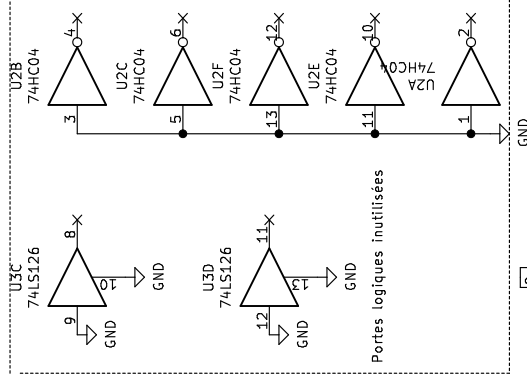 4
6
12
10
2
U2B
74HC04
U2C
74HC04
U2F
74HC04
U2E
74HC04
U2A
74HC04
3
5
13
11
1
GND
8
11
U3C
74LS126
10
GND
9
GND
U3D
74LS126
13
GND
12
GND
Portes logiques inutilisées